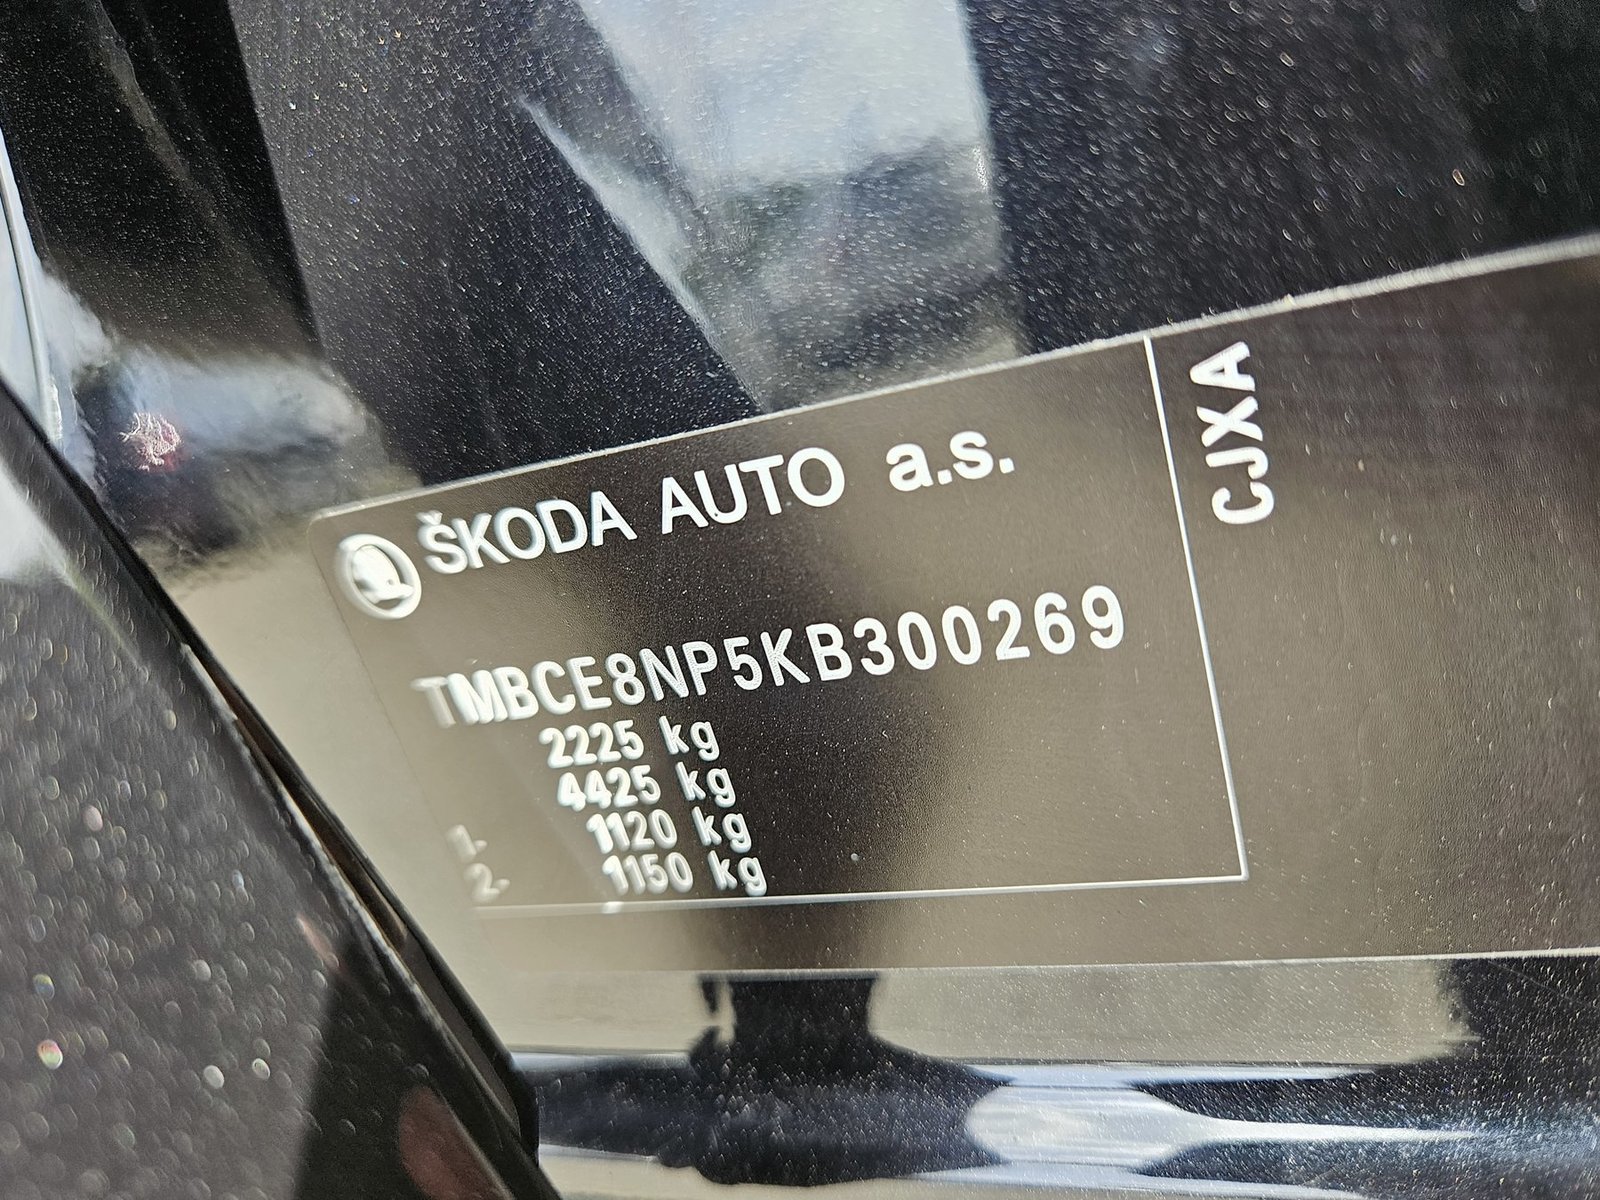 ŠKODA AUTO a.s.
TMBCE8NP5KB300269
2225 kg
4425 kg
1. 1120 kg
2. 1150 kg
CJXA